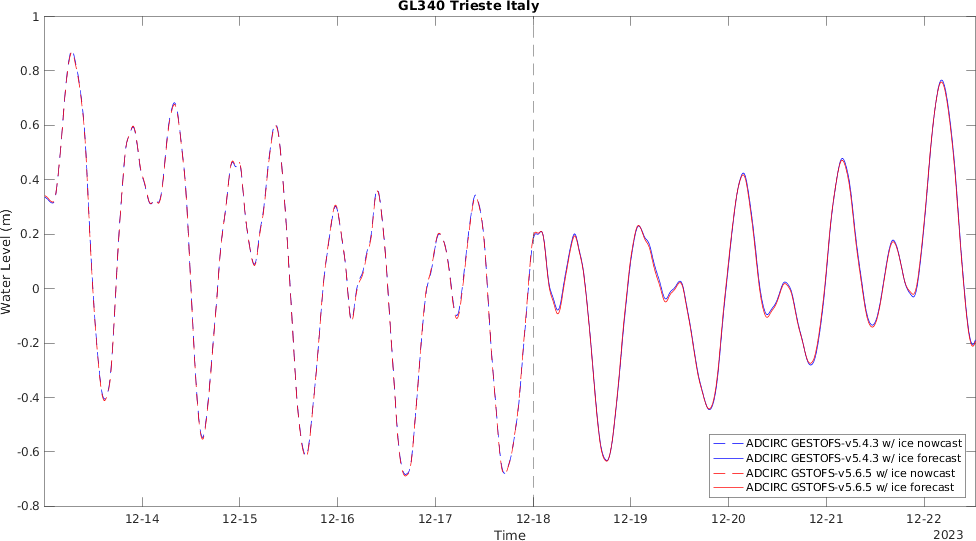 GL340 Trieste Italy
1
0.8
0.6
0.4
0.2
0
-0.2
-0.4
-0.6
-0.8
Water Level (m)
ADCIRC GESTOFS-v5.4.3 w/ ice nowcast
ADCIRC GESTOFS-v5.4.3 w/ ice forecast
ADCIRC GSTOFS-v5.6.5 w/ ice nowcast
ADCIRC GSTOFS-v5.6.5 w/ ice forecast
12-14 12-15 12-16 12-17 12-18 12-19 12-20 12-21 12-22
Time
2023